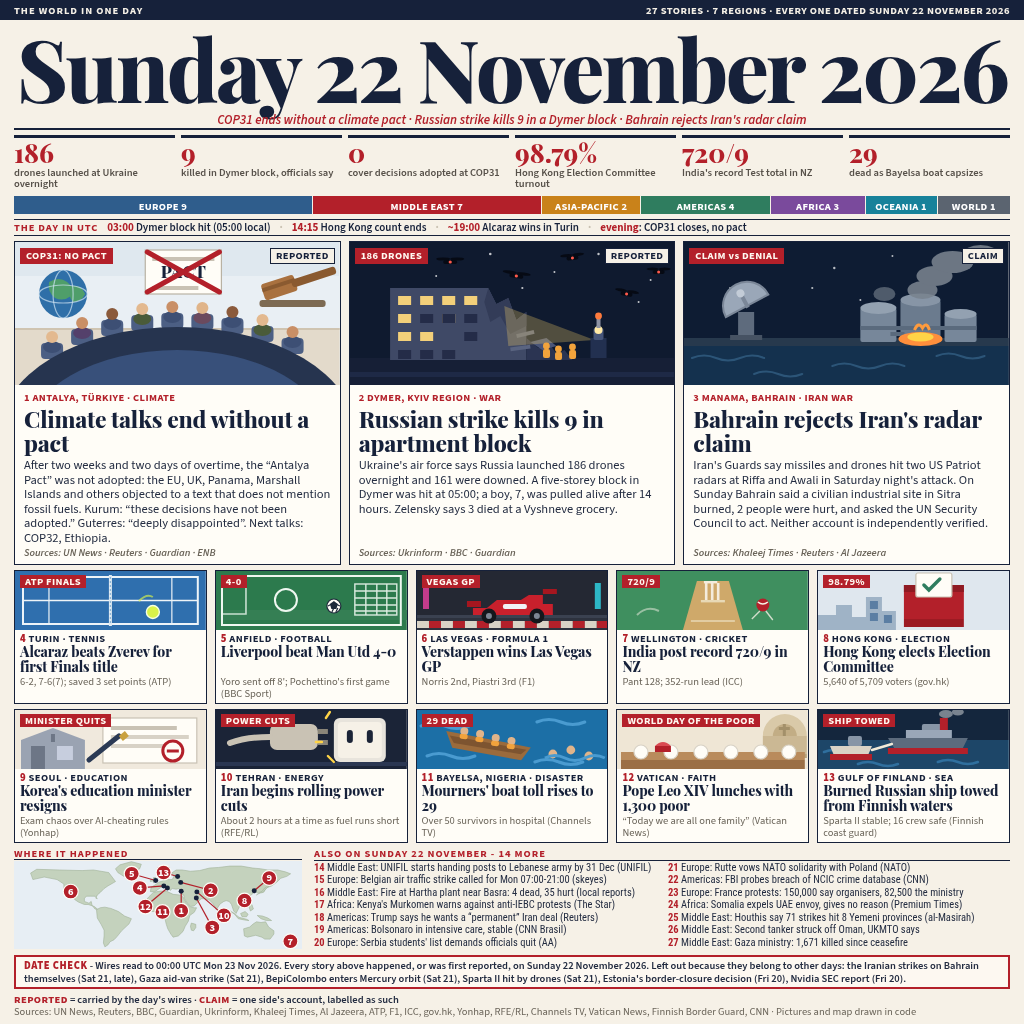 THE WORLD IN ONE DAY
27 STORIES · 7 REGIONS · EVERY ONE DATED SUNDAY 22 NOVEMBER 2026
Sunday 22 November 2026
COP31 ends without a climate pact · Russian strike kills 9 in a Dymer block · Bahrain rejects Iran's radar claim
186
drones launched at Ukraine
overnight
9
killed in Dymer block, officials say
0
cover decisions adopted at COP31
98.79%
Hong Kong Election Committee
turnout
720/9
India's record Test total in NZ
29
dead as Bayelsa boat capsizes
EUROPE 9
MIDDLE EAST 7
ASIA-PACIFIC 2
AMERICAS 4
AFRICA 3
OCEANIA 1
WORLD 1
THE DAY IN UTC 03:00 Dymer block hit (05:00 local) · 14:15 Hong Kong count ends · ~19:00 Alcaraz wins in Turin · evening: COP31 closes, no pact
COP31: NO PACT
PACT
REPORTED
1 ANTALYA, TÜRKIYE · CLIMATE
Climate talks end without a
pact
After two weeks and two days of overtime, the “Antalya
Pact” was not adopted: the EU, UK, Panama, Marshall
Islands and others objected to a text that does not mention
fossil fuels. Kurum: “these decisions have not been
adopted.” Guterres: “deeply disappointed”. Next talks:
COP32, Ethiopia.
Sources: UN News · Reuters · Guardian · ENB
186 DRONES
REPORTED
2 DYMER, KYIV REGION · WAR
Russian strike kills 9 in
apartment block
Ukraine's air force says Russia launched 186 drones
overnight and 161 were downed. A five-storey block in
Dymer was hit at 05:00; a boy, 7, was pulled alive after 14
hours. Zelensky says 3 died at a Vyshneve grocery.
Sources: Ukrinform · BBC · Guardian
CLAIM vs DENIAL
CLAIM
3 MANAMA, BAHRAIN · IRAN WAR
Bahrain rejects Iran's radar
claim
Iran's Guards say missiles and drones hit two US Patriot
radars at Riffa and Awali in Saturday night's attack. On
Sunday Bahrain said a civilian industrial site in Sitra
burned, 2 people were hurt, and asked the UN Security
Council to act. Neither account is independently verified.
Sources: Khaleej Times · Reuters · Al Jazeera
ATP FINALS
4 TURIN · TENNIS
Alcaraz beats Zverev for
first Finals title
6-2, 7-6(7); saved 3 set points (ATP)
4-0
5 ANFIELD · FOOTBALL
Liverpool beat Man Utd 4-0
Yoro sent off 8′; Pochettino's first game
(BBC Sport)
VEGAS GP
6 LAS VEGAS · FORMULA 1
Verstappen wins Las Vegas
GP
Norris 2nd, Piastri 3rd (F1)
720/9
7 WELLINGTON · CRICKET
India post record 720/9 in
NZ
Pant 128; 352-run lead (ICC)
98.79%
8 HONG KONG · ELECTION
Hong Kong elects Election
Committee
5,640 of 5,709 voters (gov.hk)
MINISTER QUITS
9 SEOUL · EDUCATION
Korea's education minister
resigns
Exam chaos over AI-cheating rules
(Yonhap)
POWER CUTS
10 TEHRAN · ENERGY
Iran begins rolling power
cuts
About 2 hours at a time as fuel runs short
(RFE/RL)
29 DEAD
11 BAYELSA, NIGERIA · DISASTER
Mourners' boat toll rises to
29
Over 50 survivors in hospital (Channels
TV)
WORLD DAY OF THE POOR
12 VATICAN · FAITH
Pope Leo XIV lunches with
1,300 poor
“Today we are all one family” (Vatican
News)
SHIP TOWED
13 GULF OF FINLAND · SEA
Burned Russian ship towed
from Finnish waters
Sparta II stable; 16 crew safe (Finnish
coast guard)
WHERE IT HAPPENED
5
13
6
4
2
9
8
12
11
1
10
3
7
ALSO ON SUNDAY 22 NOVEMBER - 14 MORE
14 Middle East: UNIFIL starts handing posts to Lebanese army by 31 Dec (UNIFIL)
15 Europe: Belgian air traffic strike called for Mon 07:00-21:00 (skeyes)
16 Middle East: Fire at Hartha plant near Basra: 4 dead, 35 hurt (local reports)
17 Africa: Kenya's Murkomen warns against anti-IEBC protests (The Star)
18 Americas: Trump says he wants a “permanent” Iran deal (Reuters)
19 Americas: Bolsonaro in intensive care, stable (CNN Brasil)
20 Europe: Serbia students' list demands officials quit (AA)
21 Europe: Rutte vows NATO solidarity with Poland (NATO)
22 Americas: FBI probes breach of NCIC crime database (CNN)
23 Europe: France protests: 150,000 say organisers, 82,500 the ministry
24 Africa: Somalia expels UAE envoy, gives no reason (Premium Times)
25 Middle East: Houthis say 71 strikes hit 8 Yemeni provinces (al-Masirah)
26 Middle East: Second tanker struck off Oman, UKMTO says
27 Middle East: Gaza ministry: 1,671 killed since ceasefire
DATE CHECK - Wires read to 00:00 UTC Mon 23 Nov 2026. Every story above happened, or was first reported, on Sunday 22 November 2026. Left out because they belong to other days: the Iranian strikes on Bahrain
themselves (Sat 21, late), Gaza aid-van strike (Sat 21), BepiColombo enters Mercury orbit (Sat 21), Sparta II hit by drones (Sat 21), Estonia's border-closure decision (Fri 20), Nvidia SEC report (Fri 20).
REPORTED = carried by the day's wires · CLAIM = one side's account, labelled as such
Sources: UN News, Reuters, BBC, Guardian, Ukrinform, Khaleej Times, Al Jazeera, ATP, F1, ICC, gov.hk, Yonhap, RFE/RL, Channels TV, Vatican News, Finnish Border Guard, CNN · Pictures and map drawn in code